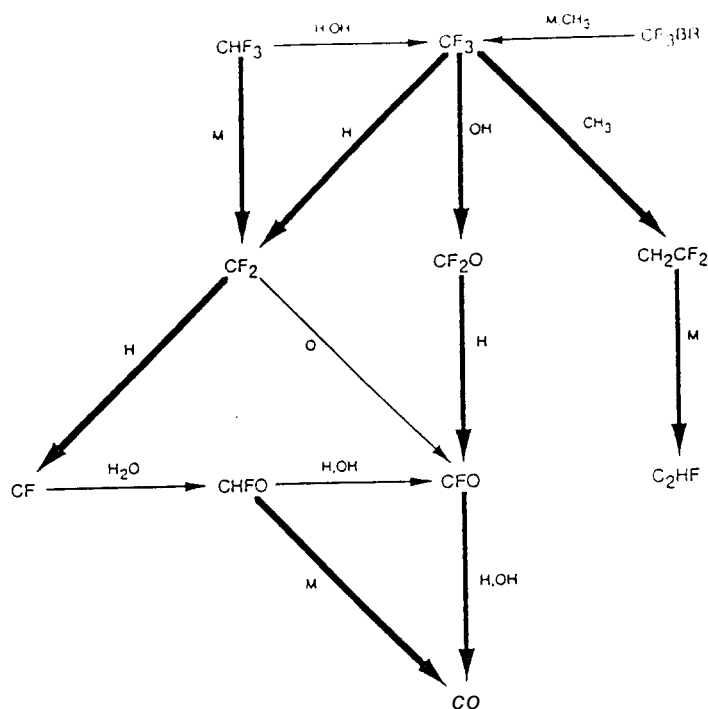 H OH
M CH3
CHF3
CF3
CF3BR
M
H
OH
CH3
CF2
CF2O
CH2CF2
H
O
H
M
H2O
H,OH
CF
CHFO
CFO
C2HF
M
H,OH
CO